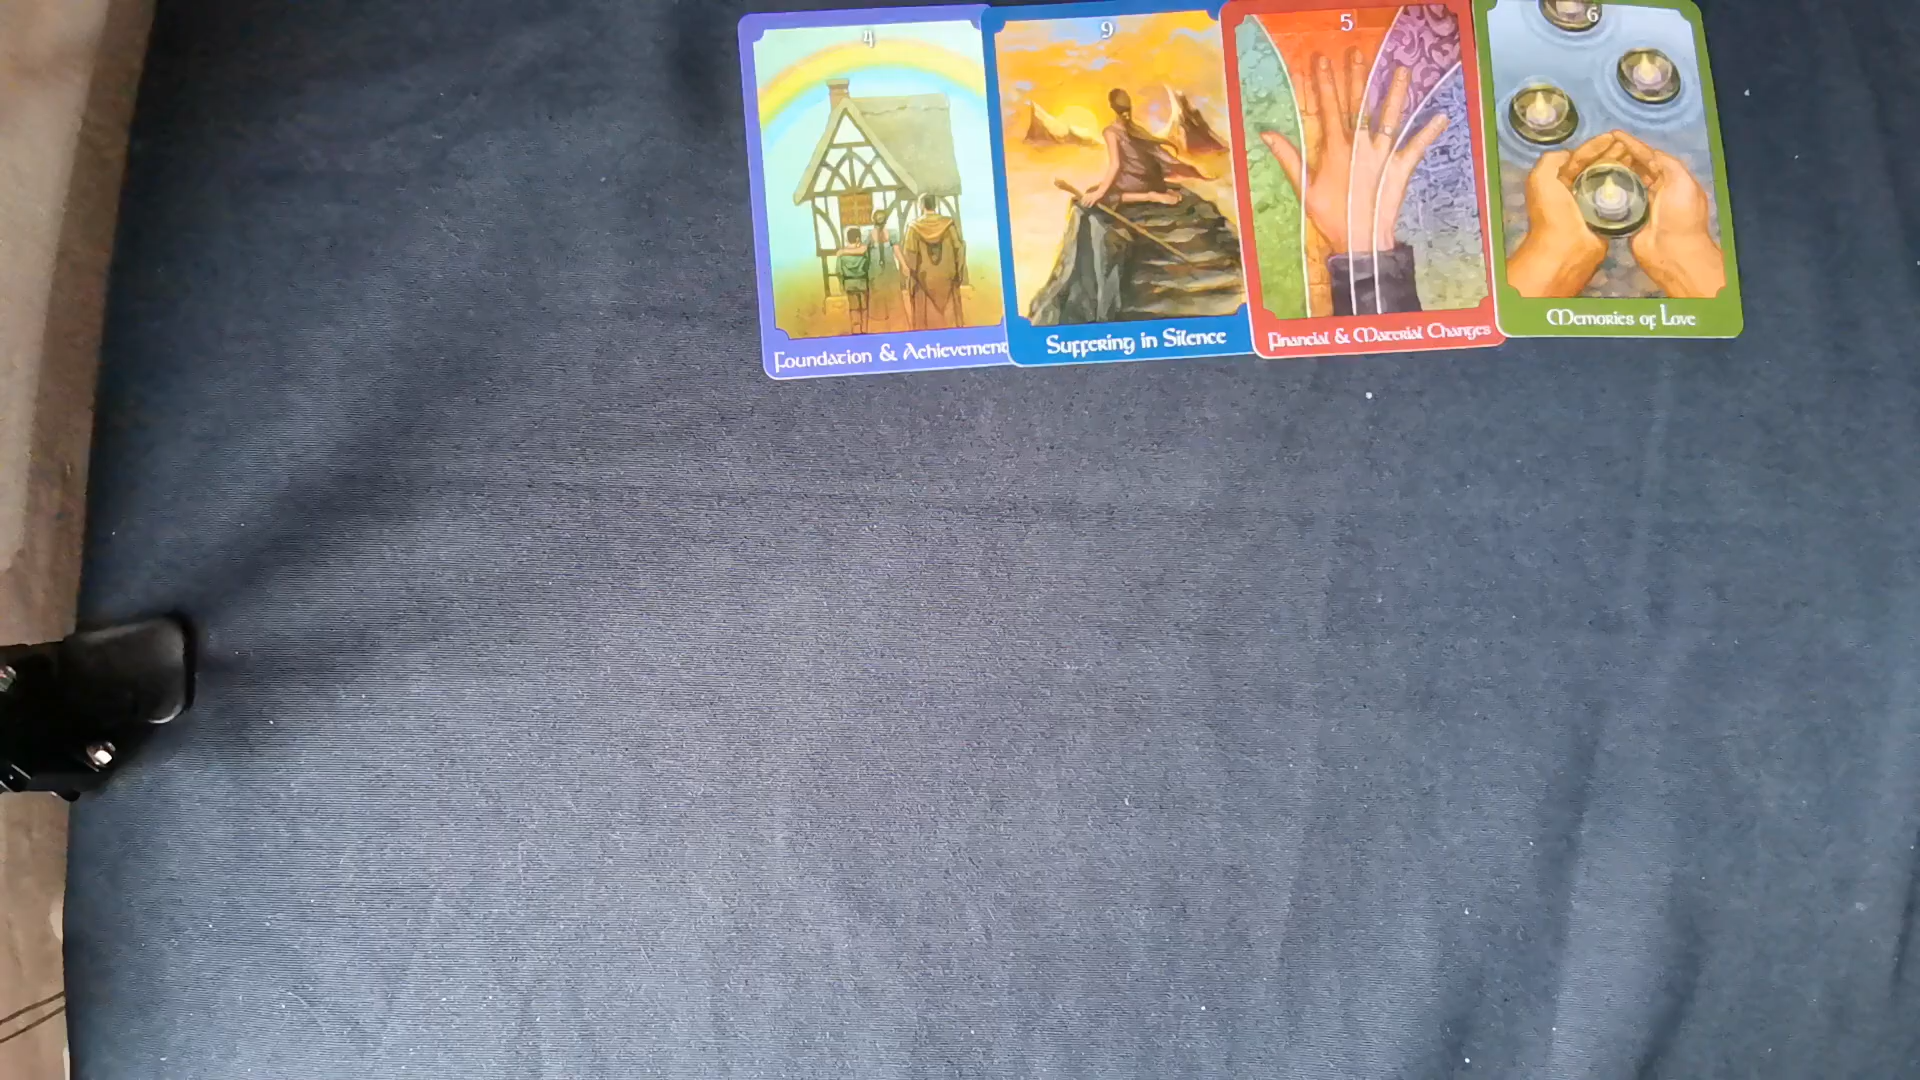 4
Foundation & Achievement
9
Suffering in Silence
5
Financial & Material Changes
6
Memories of Love